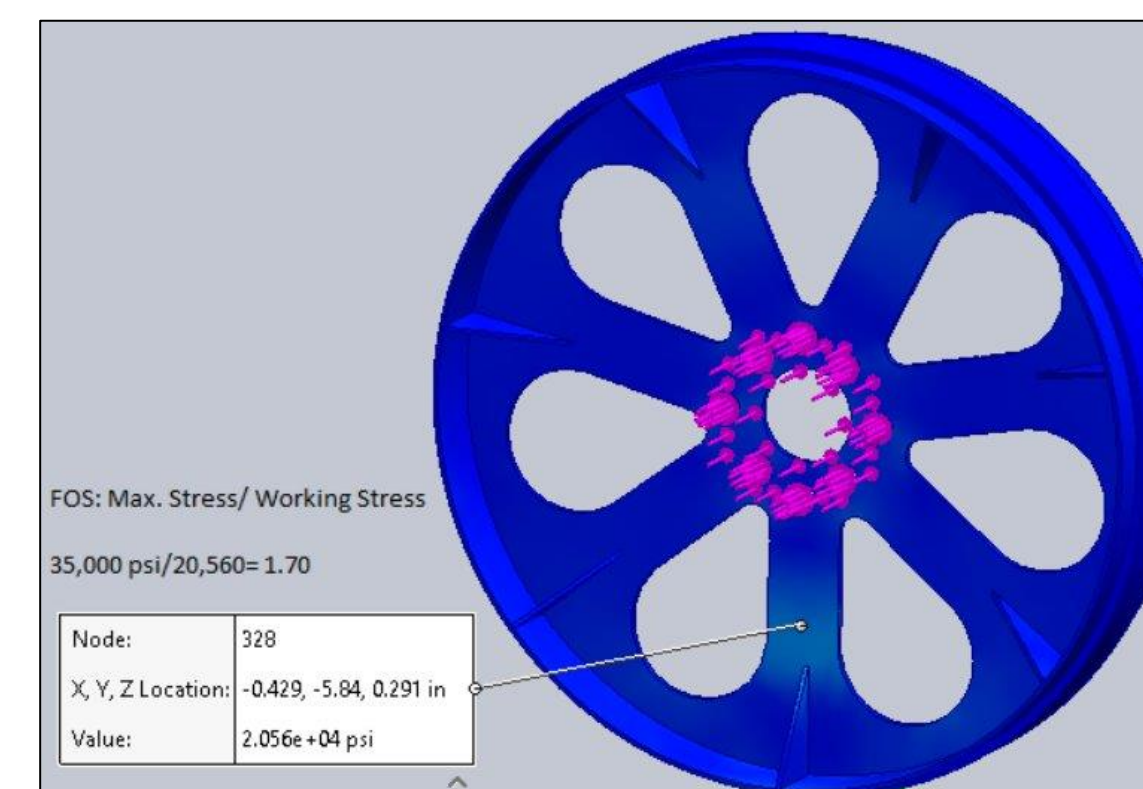 FOS: Max. Stress/ Working Stress
35,000 psi/20,560= 1.70
Node: 328
X, Y, Z Location: -0.429, -5.84, 0.291 in
Value: 2.056e+04 psi